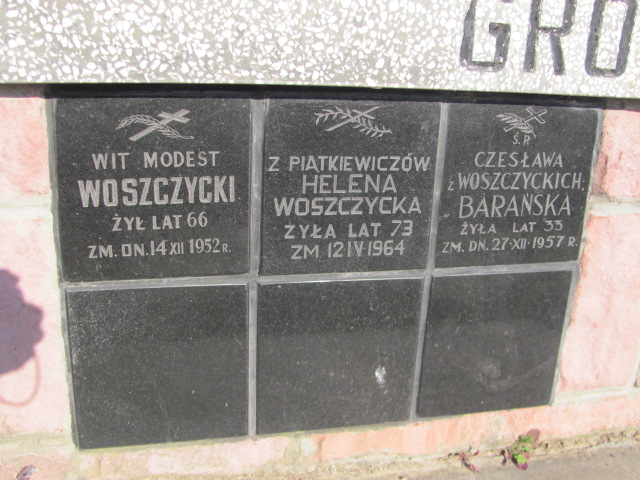 GRO
WIT MODEST
WOSZCZYCKI
ŻYŁ LAT 66
ZM. DN. 14 XII 1952 R.
Z PIĄTKIEWICZÓW
HELENA
WOSZCZYCKA
ŻYŁA LAT 73
ZM 12 IV 1964
Ś.P.
CZESŁAWA
z WOSZCZYCKICH
BARAŃSKA
ŻYŁA LAT 33
ZM. DN. 27·XII·1957 R.